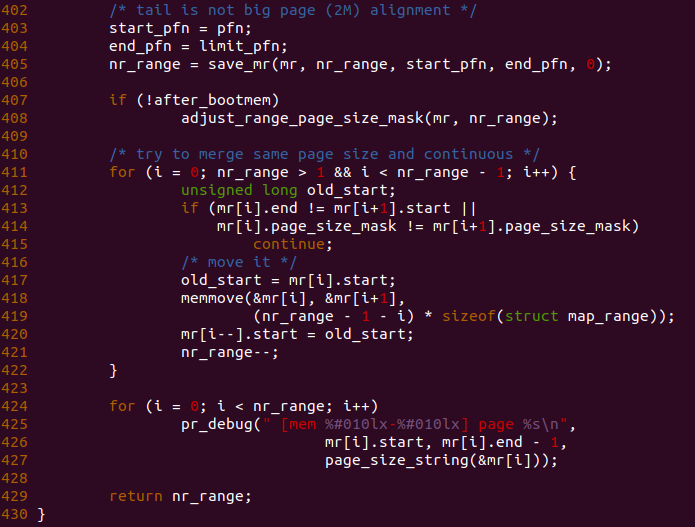 402         /* tail is not big page (2M) alignment */
403         start_pfn = pfn;
404         end_pfn = limit_pfn;
405         nr_range = save_mr(mr, nr_range, start_pfn, end_pfn, 0);
406
407         if (!after_bootmem)
408                 adjust_range_page_size_mask(mr, nr_range);
409
410         /* try to merge same page size and continuous */
411         for (i = 0; nr_range > 1 && i < nr_range - 1; i++) {
412                 unsigned long old_start;
413                 if (mr[i].end != mr[i+1].start ||
414                     mr[i].page_size_mask != mr[i+1].page_size_mask)
415                         continue;
416                 /* move it */
417                 old_start = mr[i].start;
418                 memmove(&mr[i], &mr[i+1],
419                         (nr_range - 1 - i) * sizeof(struct map_range));
420                 mr[i--].start = old_start;
421                 nr_range--;
422         }
423
424         for (i = 0; i < nr_range; i++)
425                 pr_debug(" [mem %#010lx-%#010lx] page %s\n",
426                                 mr[i].start, mr[i].end - 1,
427                                 page_size_string(&mr[i]));
428
429         return nr_range;
430 }